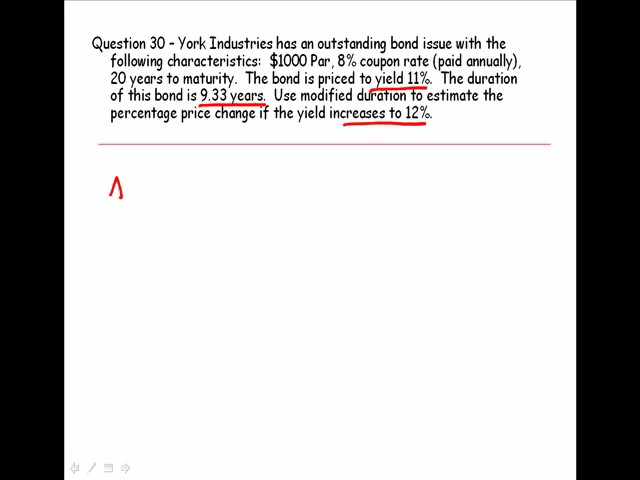 Question 30 – York Industries has an outstanding bond issue with the
following characteristics: $1000 Par, 8% coupon rate (paid annually),
20 years to maturity. The bond is priced to yield 11%. The duration
of this bond is 9.33 years. Use modified duration to estimate the
percentage price change if the yield increases to 12%.